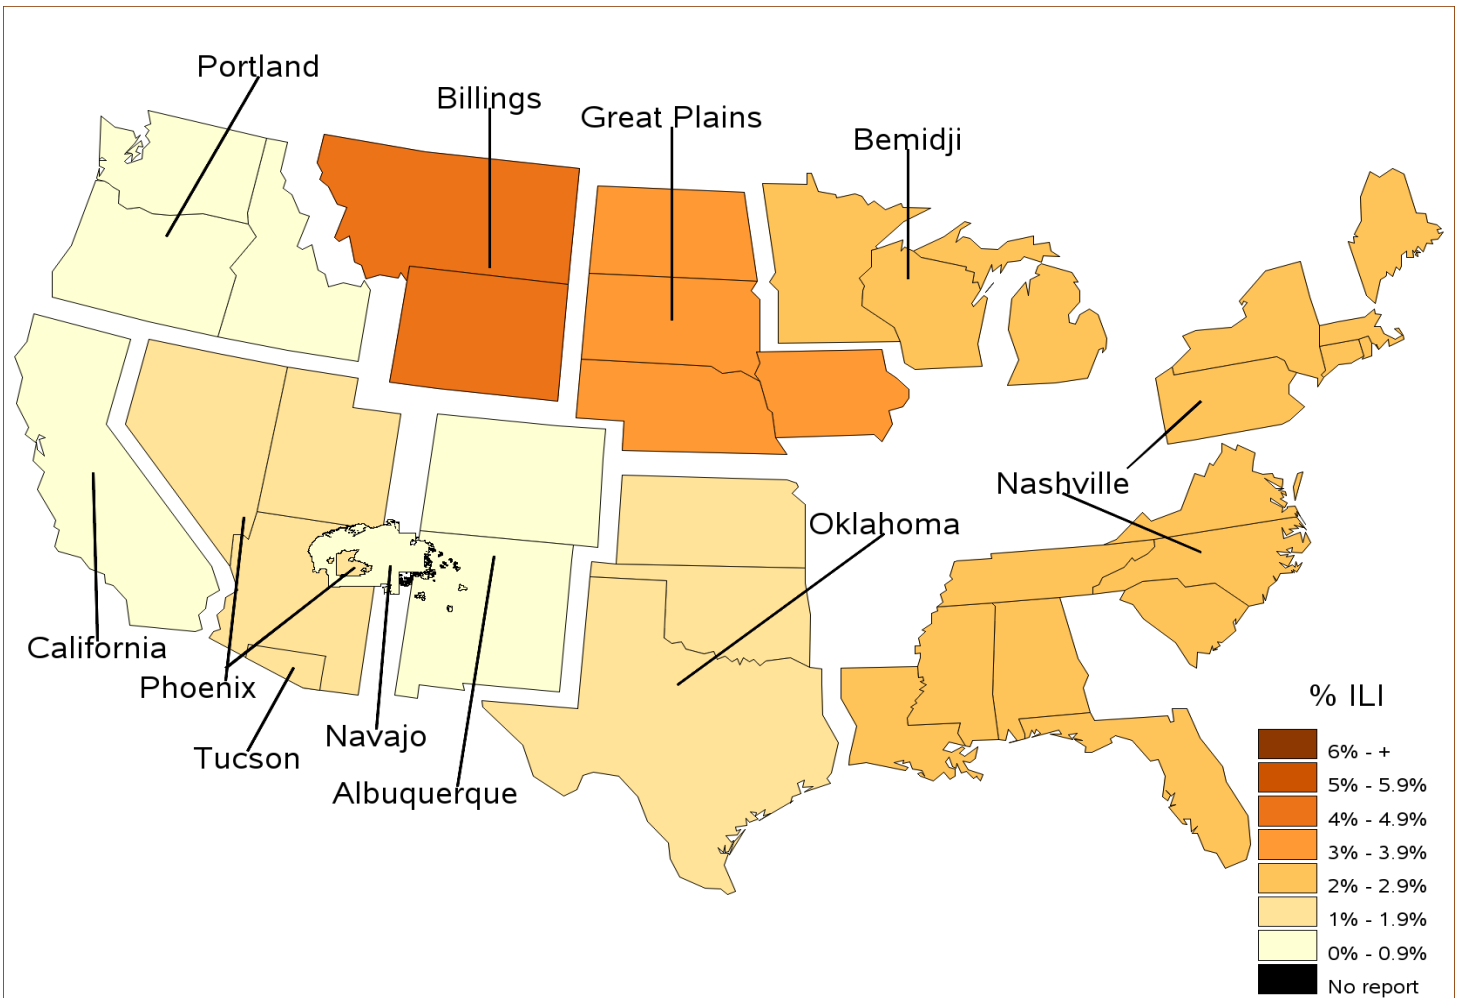 Portland
Billings
Great Plains
Bemidji
Nashville
Oklahoma
California
Phoenix
Navajo
Tucson
Albuquerque
% ILI
6% - +
5% - 5.9%
4% - 4.9%
3% - 3.9%
2% - 2.9%
1% - 1.9%
0% - 0.9%
No report